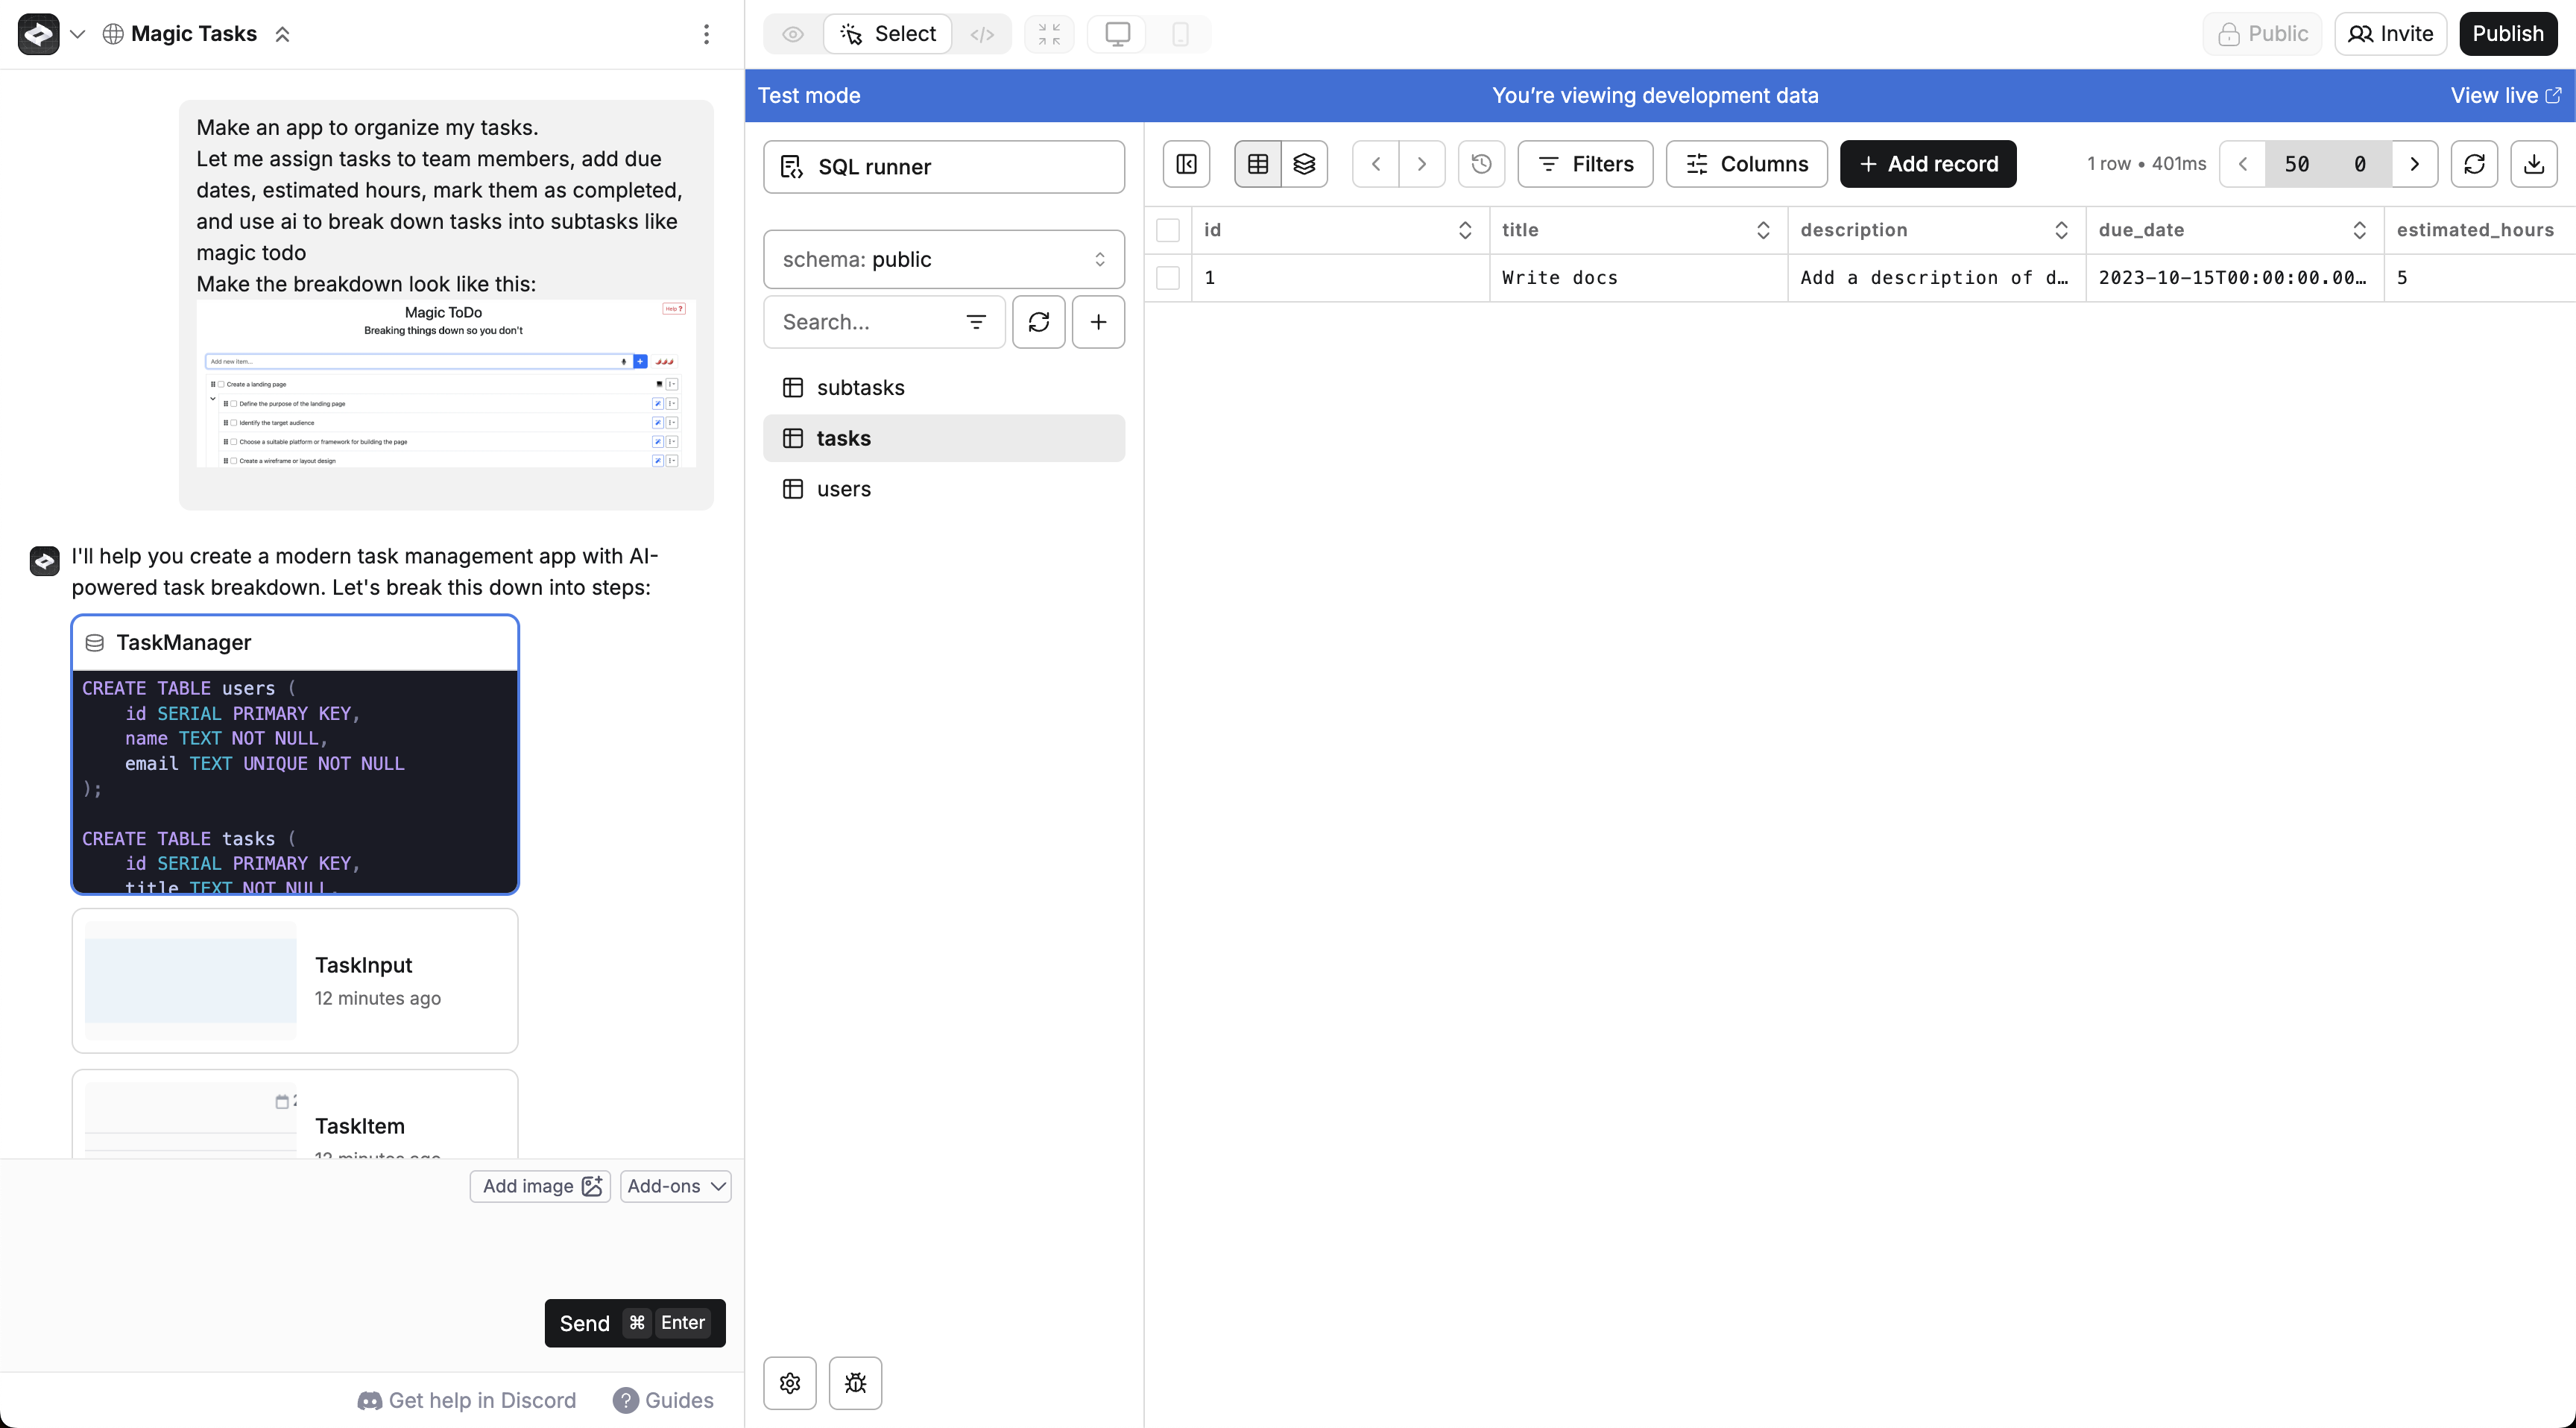 Magic Tasks
Select
Public
Invite
Publish
Make an app to organize my tasks.
Let me assign tasks to team members, add due
dates, estimated hours, mark them as completed,
and use ai to break down tasks into subtasks like
magic todo
Make the breakdown look like this:
Magic ToDo
Help ?
Breaking things down so you don't
Add new item...
Create a landing page
Define the purpose of the landing page
Identify the target audience
Choose a suitable platform or framework for building the page
Create a wireframe or layout design
I'll help you create a modern task management app with AI-
powered task breakdown. Let's break this down into steps:
TaskManager
CREATE TABLE users (
id SERIAL PRIMARY KEY,
name TEXT NOT NULL,
email TEXT UNIQUE NOT NULL
);
CREATE TABLE tasks (
id SERIAL PRIMARY KEY,
title TEXT NOT NULL,
TaskInput
12 minutes ago
TaskItem
12 minutes ago
Add image
Add-ons
Send ⌘ Enter
Get help in Discord
? Guides
Test mode
You’re viewing development data
View live
SQL runner
schema: public
Search...
subtasks
tasks
users
Filters
Columns
+ Add record
1 row • 401ms
50
0
id title description due_date estimated_hours
1 Write docs Add a description of d… 2023-10-15T00:00:00.00… 5